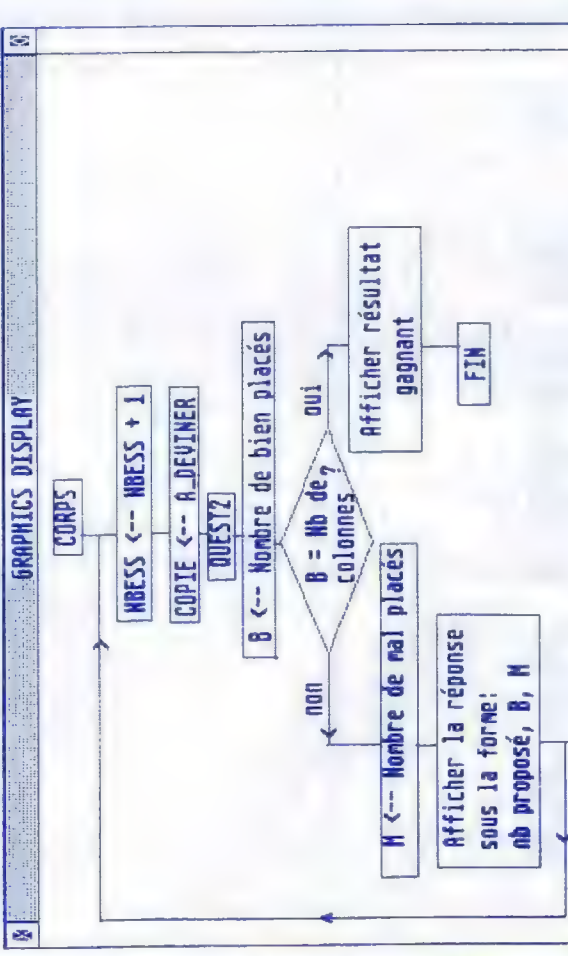 GRAPHICS DISPLAY
CORPS
NBESS <-- NBESS + 1
COPIE <-- A_DEVINER
QUEST2
B <-- Nombre de bien placés
B = Nb de ?
colonnes
non
oui
M <-- Nombre de mal placés
Afficher la réponse
sous la forme:
nb proposé, B, M
Afficher résultat
gagnant
FIN